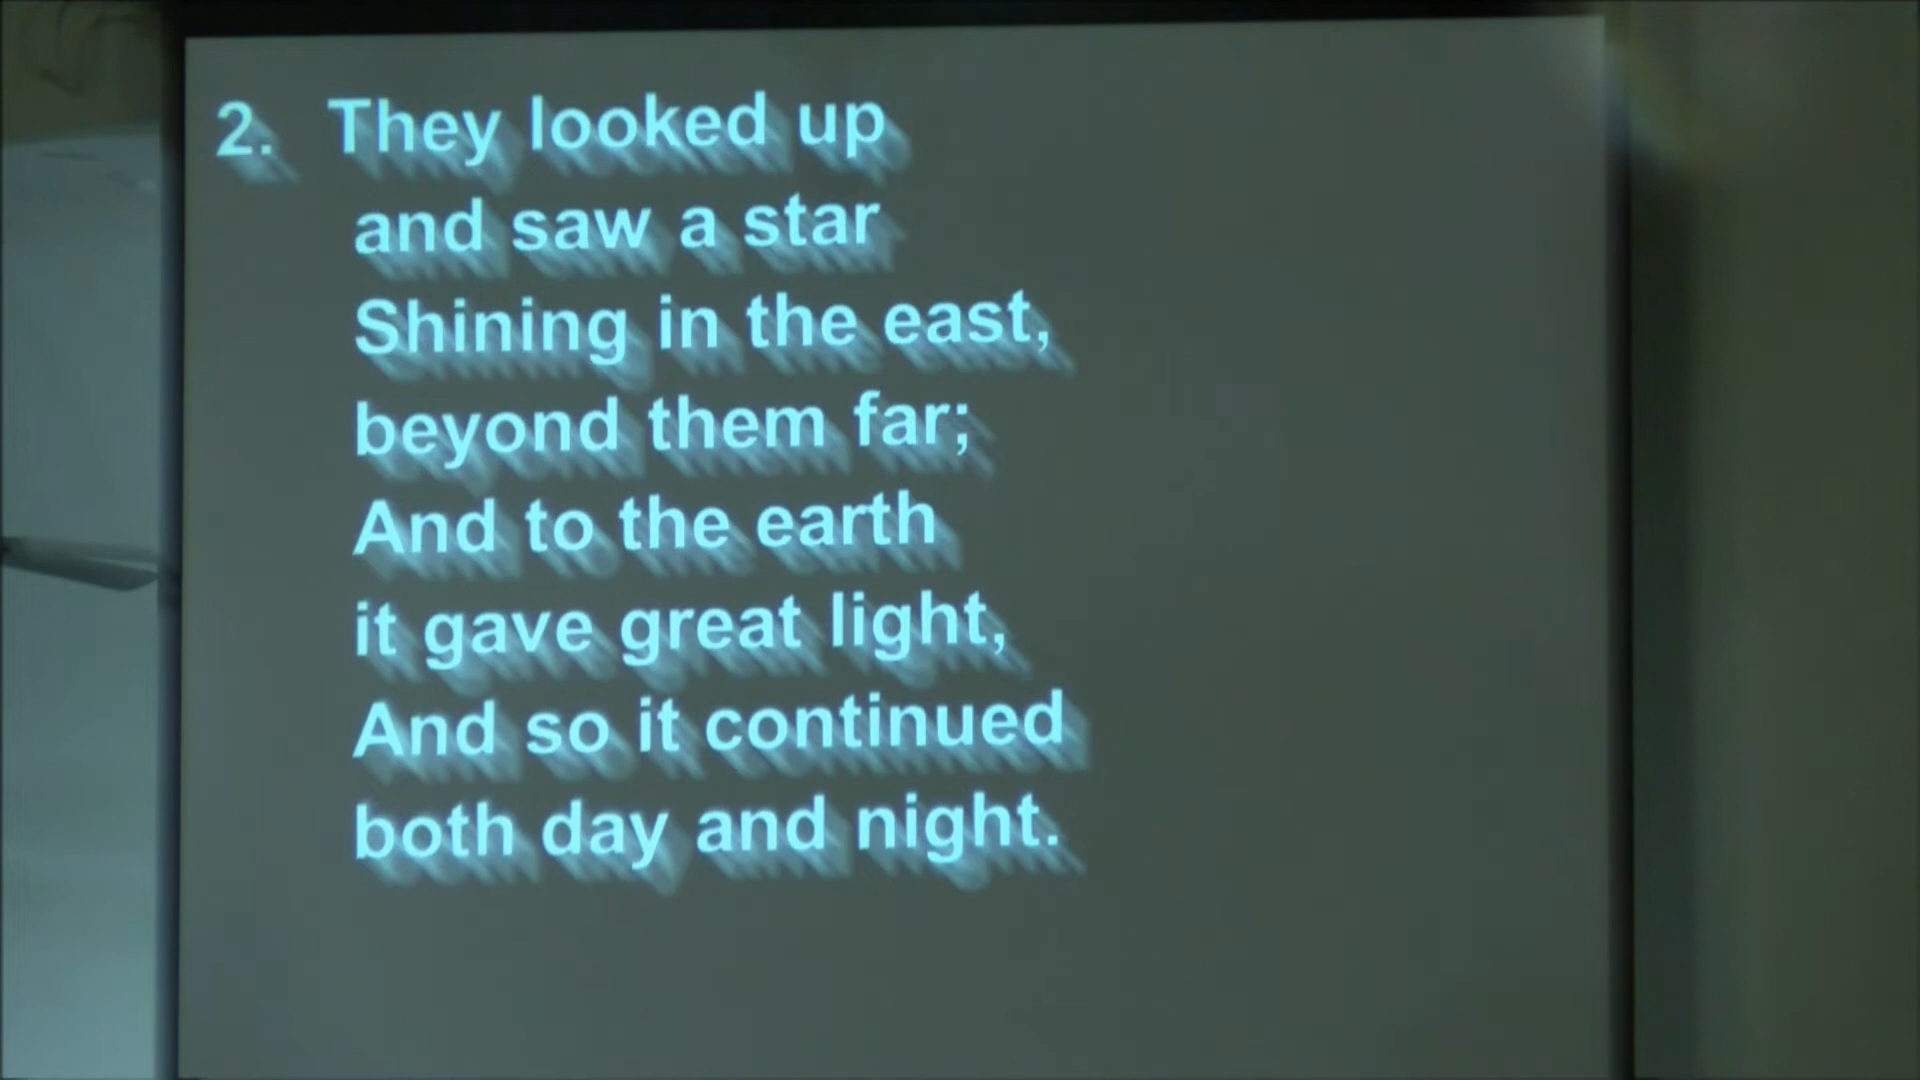 2. They looked up
and saw a star
Shining in the east,
beyond them far;
And to the earth
it gave great light,
And so it continued
both day and night.